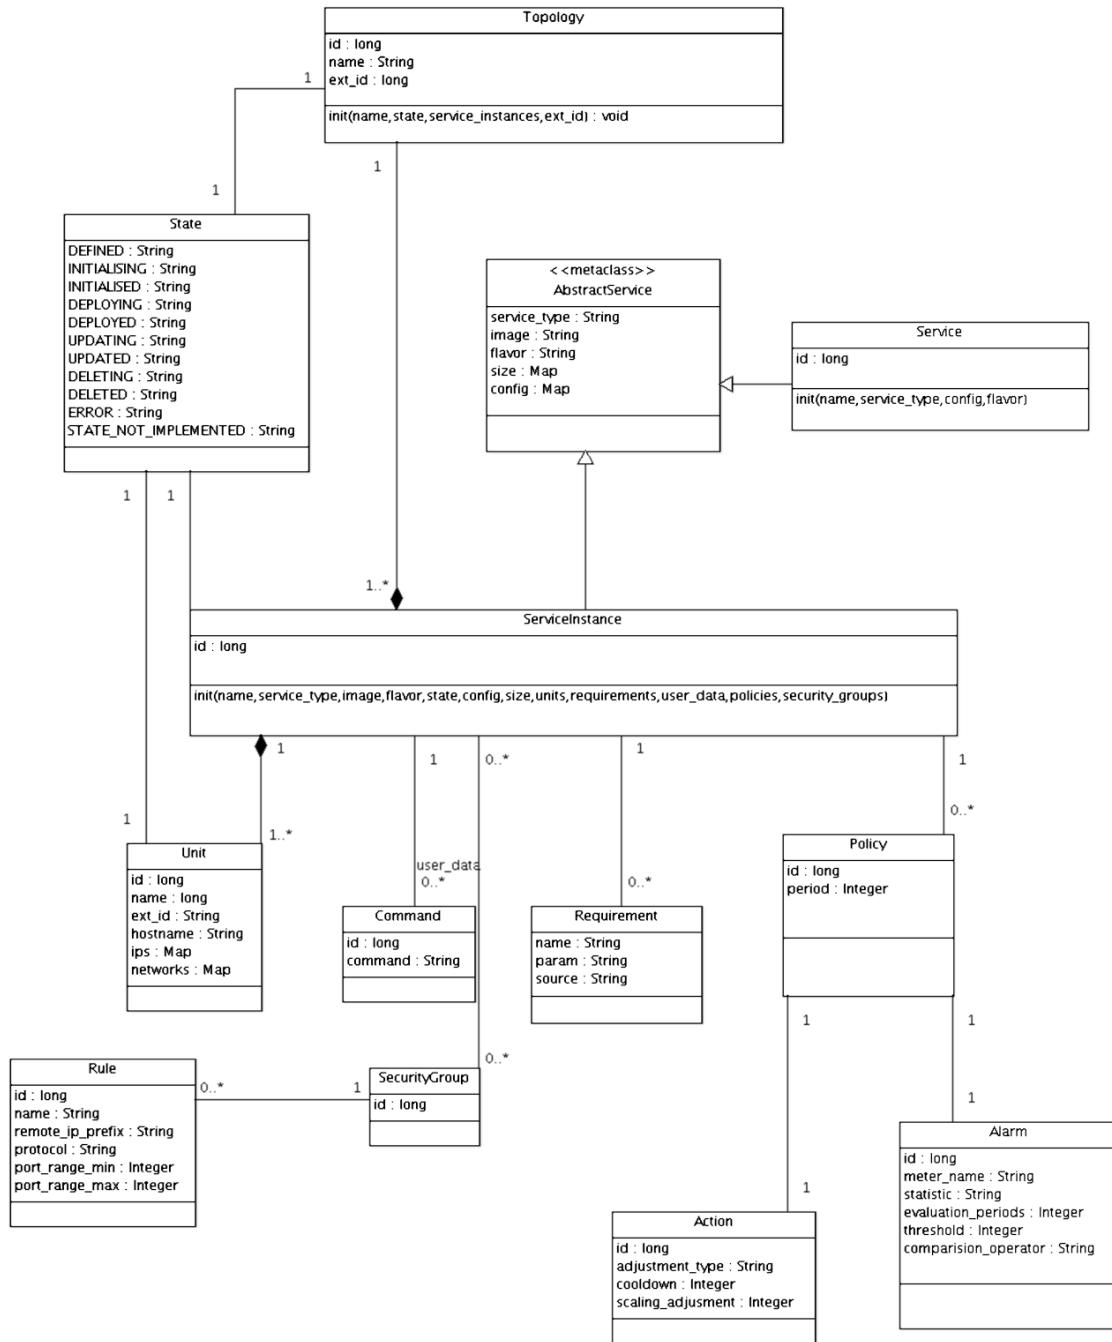 Topology
id : long
name : String
ext_id : long
init(name,state,service_instances,ext_id) : void
1
1
1
State
DEFINED : String
INITIALISING : String
INITIALISED : String
DEPLOYING : String
DEPLOYED : String
UPDATING : String
UPDATED : String
DELETING : String
DELETED : String
ERROR : String
STATE_NOT_IMPLEMENTED : String
<<metaclass>>
AbstractService
service_type : String
image : String
flavor : String
size : Map
config : Map
Service
id : long
init(name,service_type,config,flavor)
1
1
1..*
ServiceInstance
id : long
init(name,service_type,image,flavor,state,config,size,units,requirements,user_data,policies,security_groups)
1
1
0..*
1
1
1
1..*
user_data
0..*
0..*
0..*
Unit
id : long
name : long
ext_id : String
hostname : String
ips : Map
networks : Map
Command
id : long
command : String
Requirement
name : String
param : String
source : String
Policy
id : long
period : Integer
1
1
Rule
id : long
name : String
remote_ip_prefix : String
protocol : String
port_range_min : Integer
port_range_max : Integer
0..*
1
0..*
SecurityGroup
id : long
1
1
Alarm
id : long
meter_name : String
statistic : String
evaluation_periods : Integer
threshold : Integer
comparision_operator : String
Action
id : long
adjustment_type : String
cooldown : Integer
scaling_adjusment : Integer